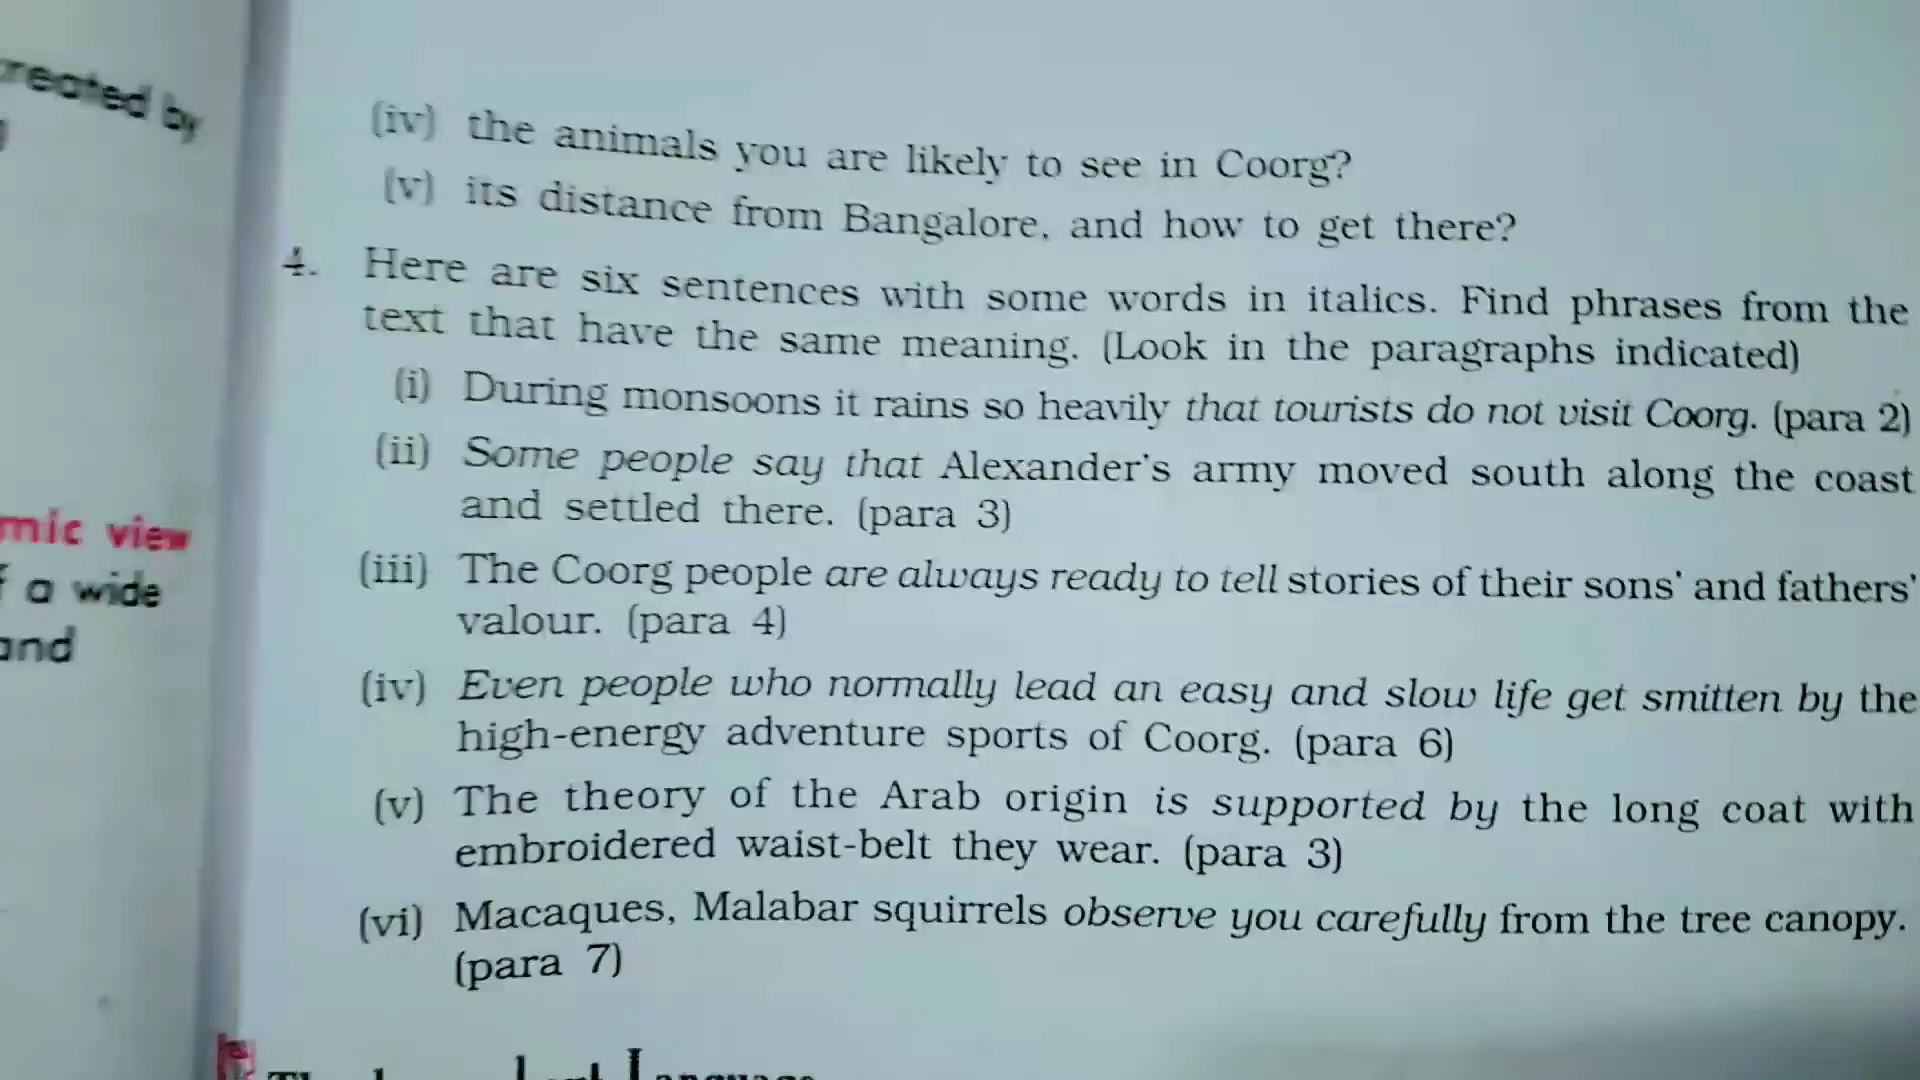 reated by
(iv) the animals you are likely to see in Coorg?
(v) its distance from Bangalore, and how to get there?
4. Here are six sentences with some words in italics. Find phrases from the
text that have the same meaning. (Look in the paragraphs indicated)
(i) During monsoons it rains so heavily that tourists do not visit Coorg. (para 2)
(ii) Some people say that Alexander's army moved south along the coast
and settled there. (para 3)
(iii) The Coorg people are always ready to tell stories of their sons' and fathers'
valour. (para 4)
(iv) Even people who normally lead an easy and slow life get smitten by the
high-energy adventure sports of Coorg. (para 6)
(v) The theory of the Arab origin is supported by the long coat with
embroidered waist-belt they wear. (para 3)
(vi) Macaques, Malabar squirrels observe you carefully from the tree canopy.
(para 7)
mic view
f a wide
and